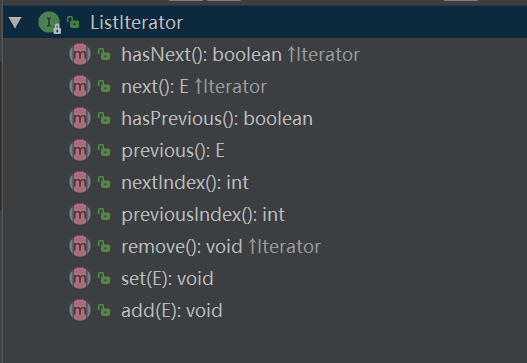 ListIterator
hasNext(): boolean ↑Iterator
next(): E ↑Iterator
hasPrevious(): boolean
previous(): E
nextIndex(): int
previousIndex(): int
remove(): void ↑Iterator
set(E): void
add(E): void